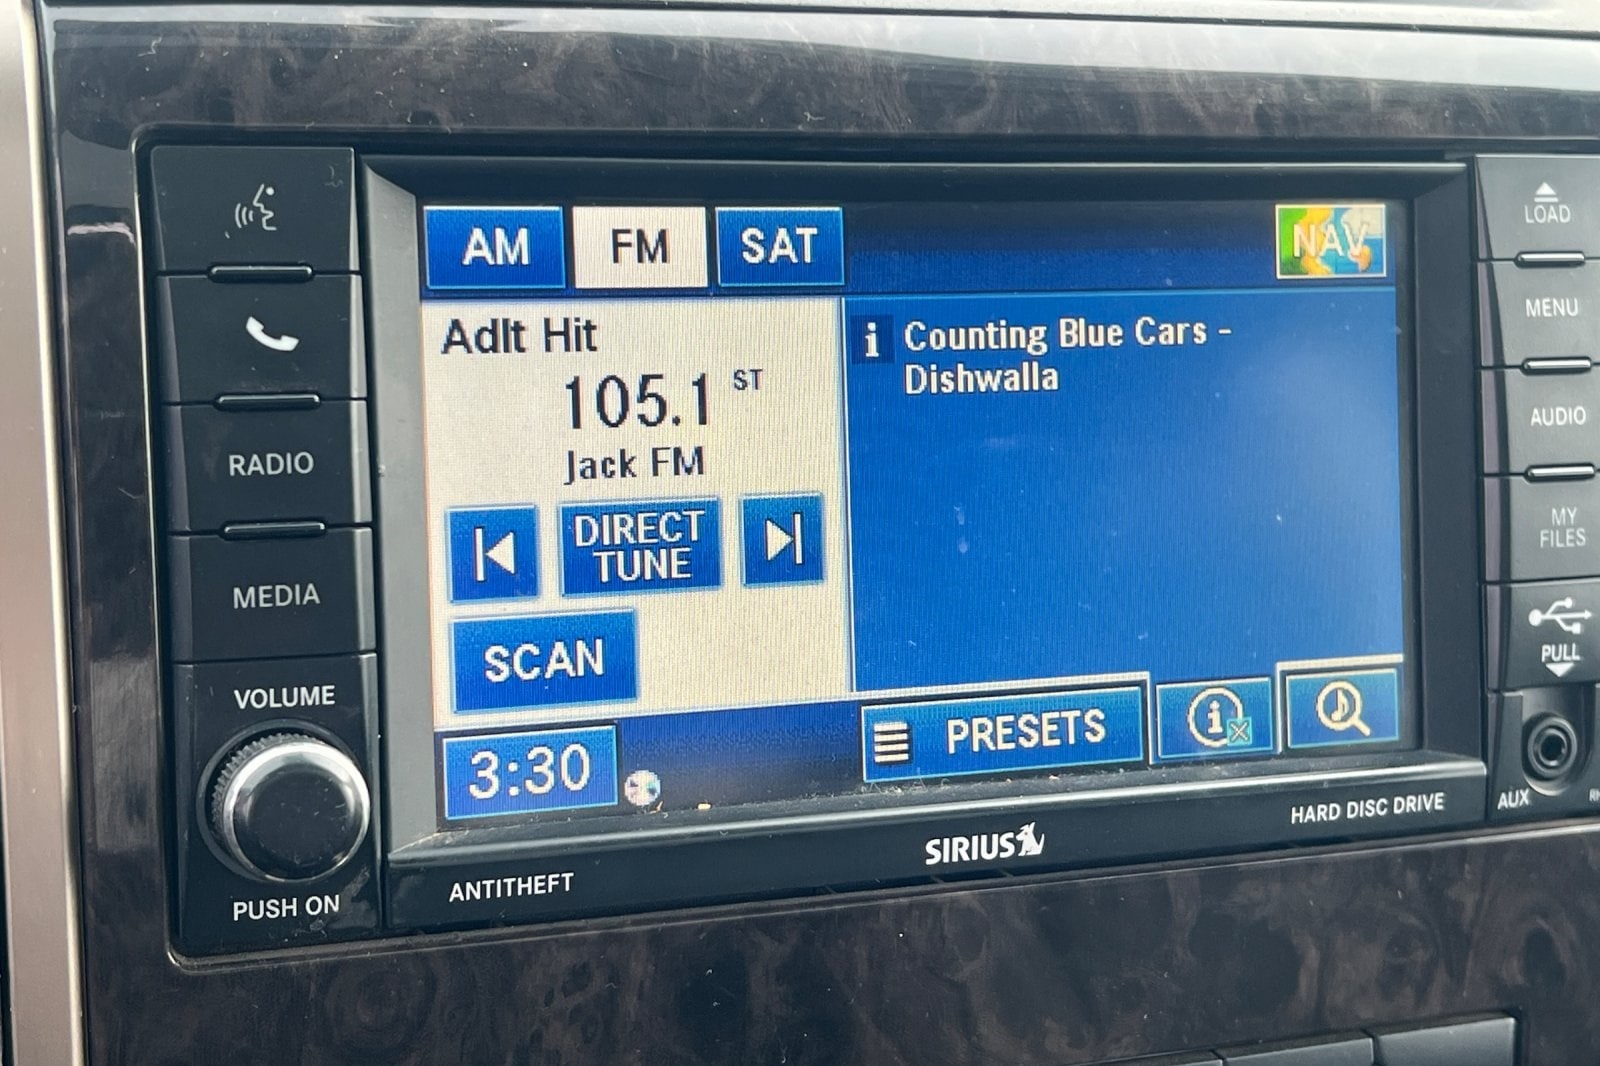 AM
FM
SAT
NAV
Adlt Hit
105.1 ST
Jack FM
DIRECT
TUNE
SCAN
3:30
i Counting Blue Cars -
Dishwalla
PRESETS
i
RADIO
MEDIA
VOLUME
PUSH ON
ANTITHEFT
SIRIUS
HARD DISC DRIVE
LOAD
MENU
AUDIO
MY
FILES
PULL
AUX